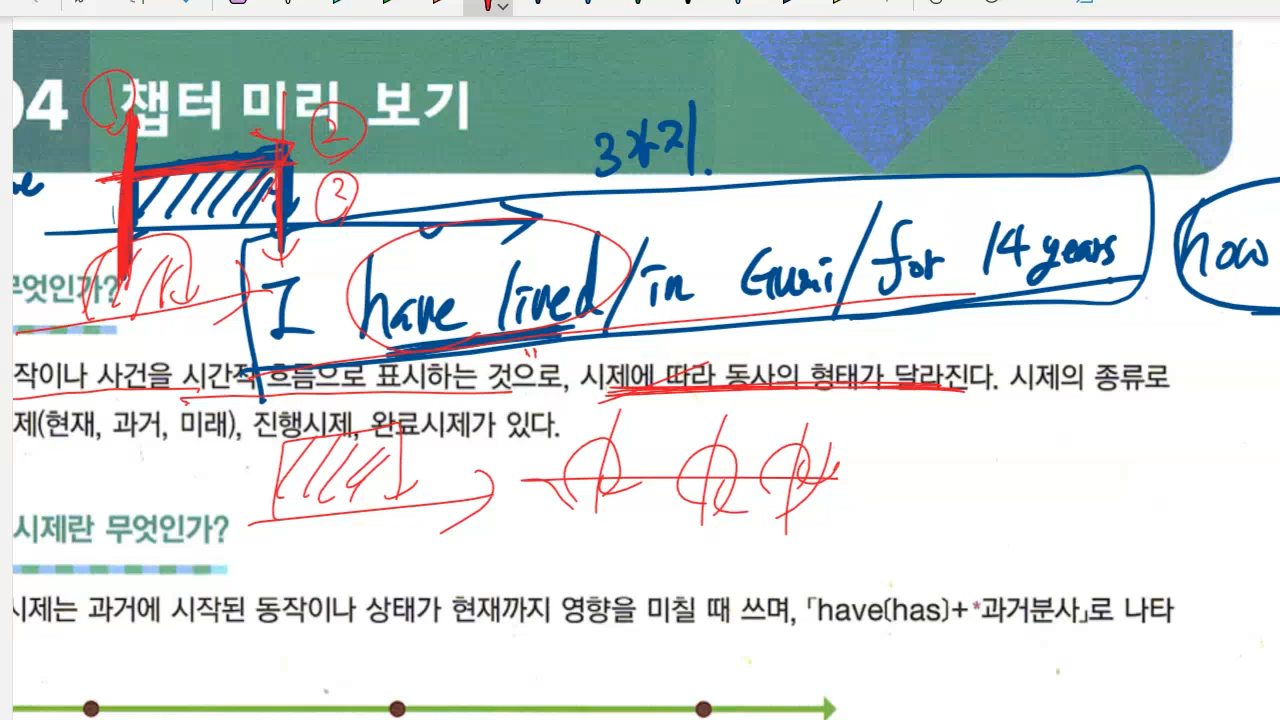 04 챕터 미리 보기
① ② ②
3가지.
I have lived / in Guri / for 14 years
how
무엇인가?
작이나 사건을 시간적 흐름으로 표시하는 것으로, 시제에 따라 동사의 형태가 달라진다. 시제의 종류로
제(현재, 과거, 미래), 진행시제, 완료시제가 있다.
시제란 무엇인가?
시제는 과거에 시작된 동작이나 상태가 현재까지 영향을 미칠 때 쓰며, 「have(has)+*과거분사」로 나타